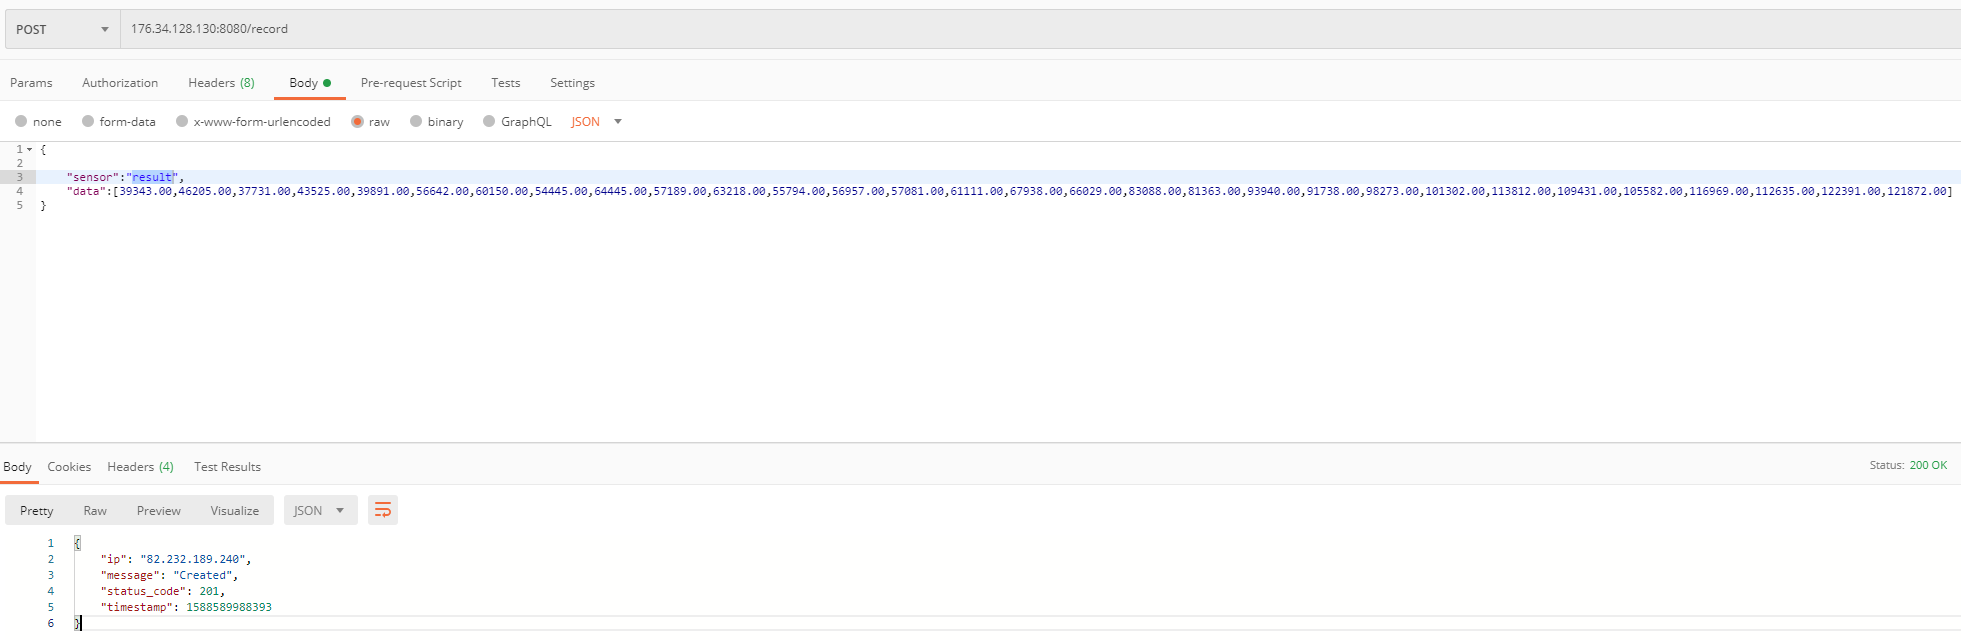 POST 176.34.128.130:8080/record
Params Authorization Headers (8) Body Pre-request Script Tests Settings
none form-data x-www-form-urlencoded raw binary GraphQL JSON
1 {
2
3 "sensor":"result",
4 "data":[39343.00,46205.00,37731.00,43525.00,39891.00,56642.00,60150.00,54445.00,64445.00,57189.00,63218.00,55794.00,56957.00,57081.00,61111.00,67938.00,66029.00,83088.00,81363.00,93940.00,91738.00,98273.00,101302.00,113812.00,109431.00,105582.00,116969.00,112635.00,122391.00,121872.00]
5 }
Body Cookies Headers (4) Test Results Status: 200 OK
Pretty Raw Preview Visualize JSON
1 {
2 "ip": "82.232.189.240",
3 "message": "Created",
4 "status_code": 201,
5 "timestamp": 1588589988393
6 }